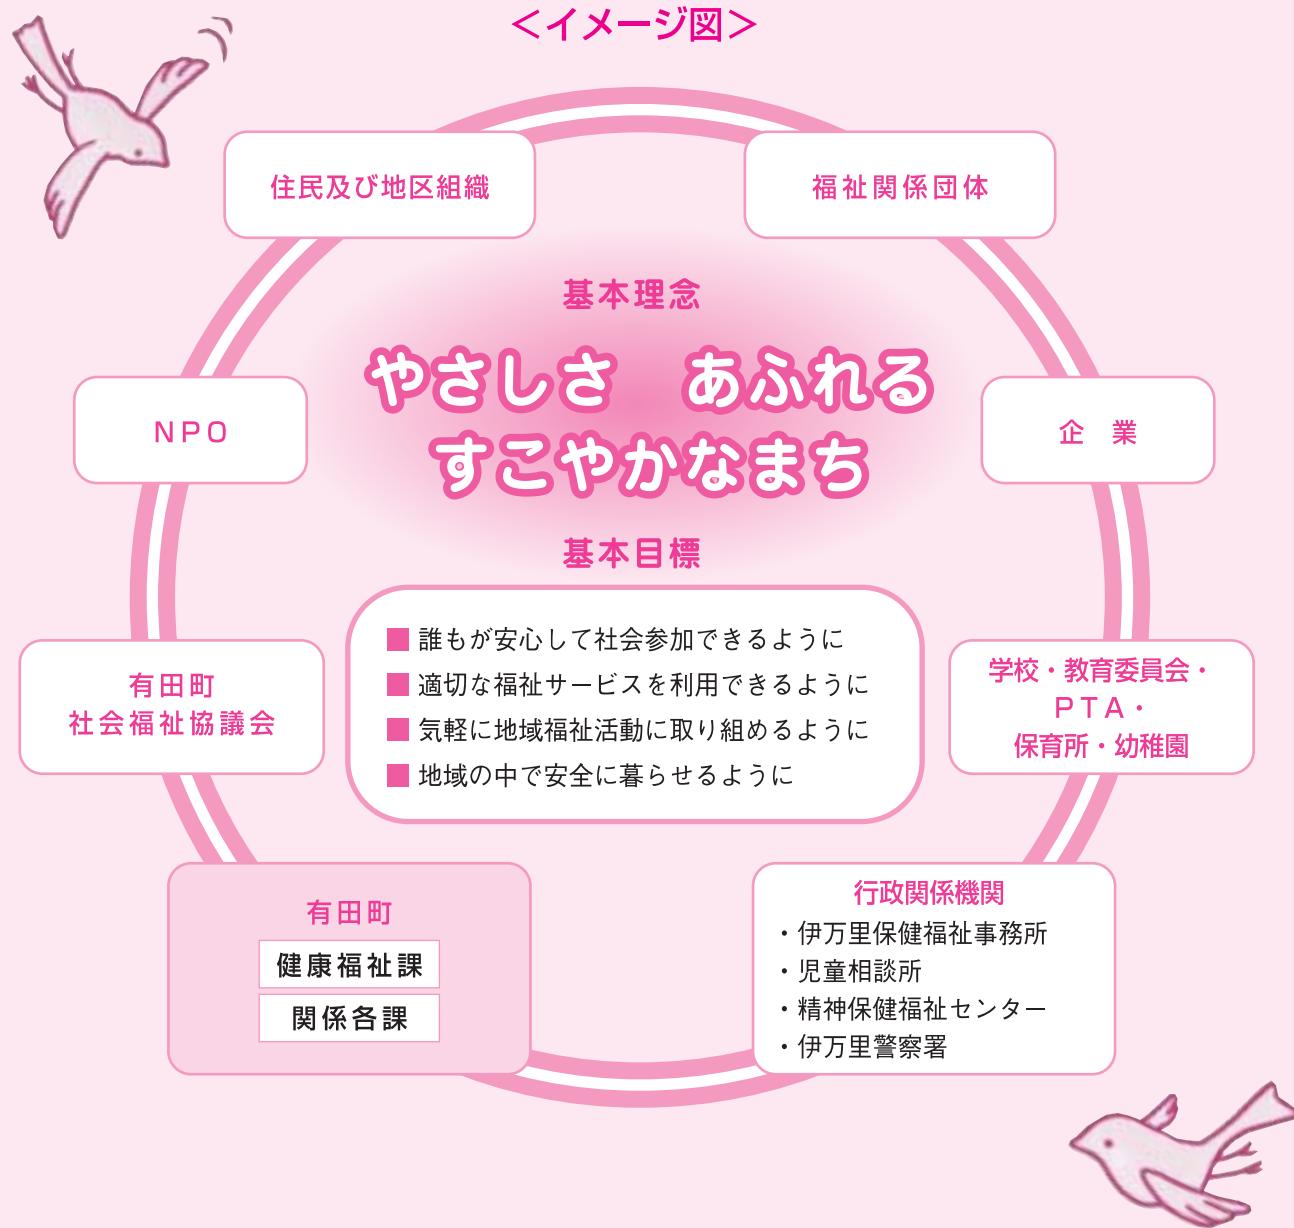 ＜イメージ図＞
住民及び地区組織
福祉関係団体
基本理念
やさしさ　あふれる
すこやかなまち
NPO
企　業
基本目標
■ 誰もが安心して社会参加できるように
■ 適切な福祉サービスを利用できるように
■ 気軽に地域福祉活動に取り組めるように
■ 地域の中で安全に暮らせるように
有田町
社会福祉協議会
学校・教育委員会・
PTA・
保育所・幼稚園
有田町
健康福祉課
関係各課
行政関係機関
・伊万里保健福祉事務所
・児童相談所
・精神保健福祉センター
・伊万里警察署